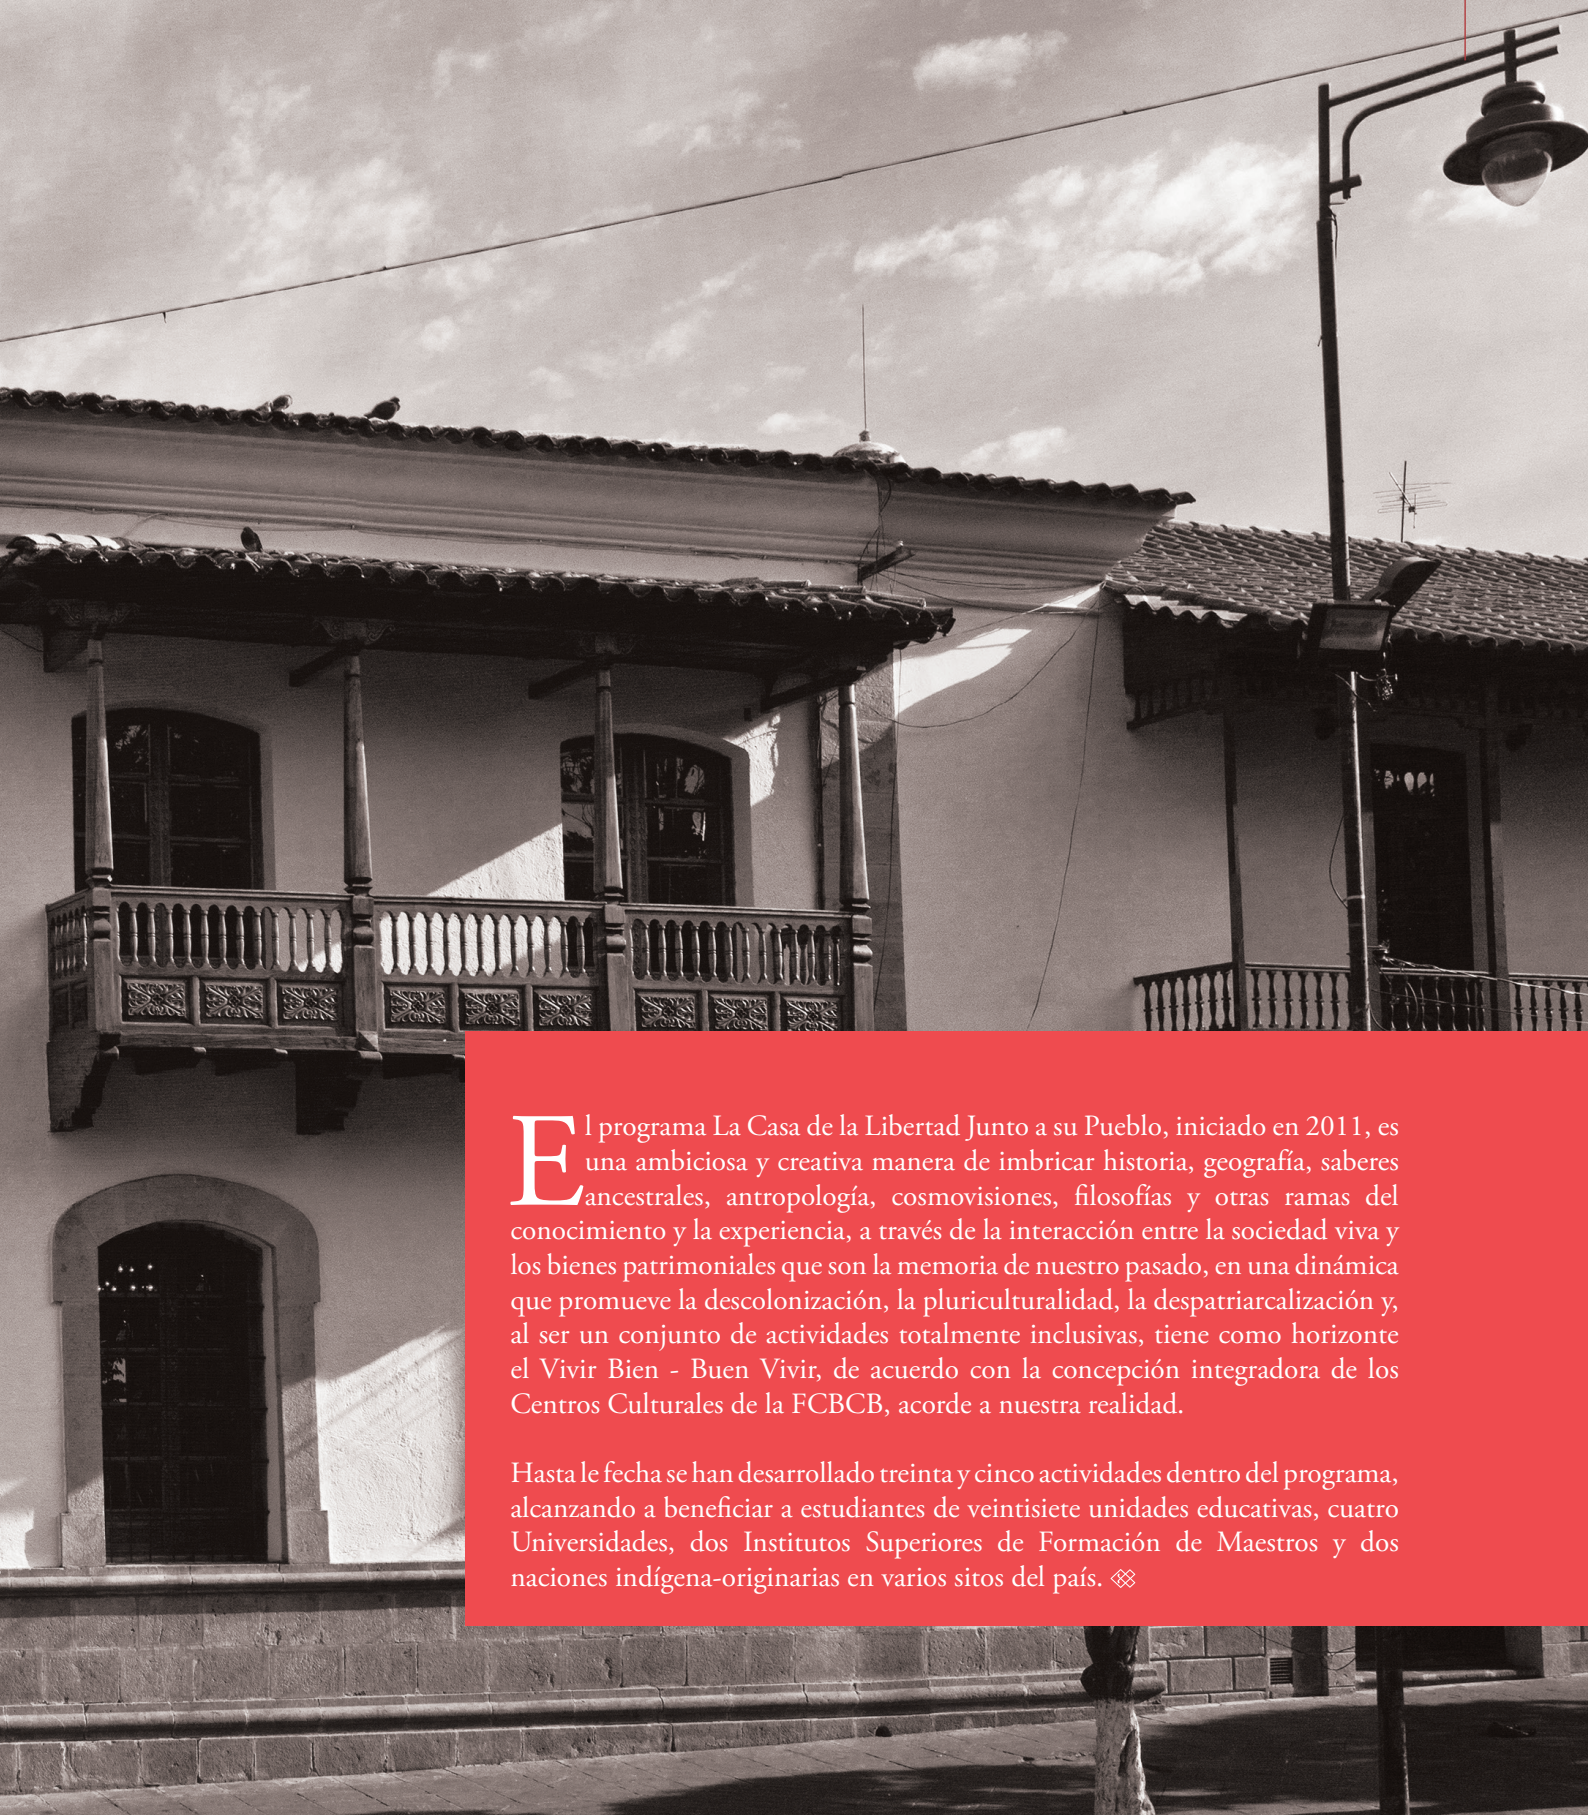 El programa La Casa de la Libertad Junto a su Pueblo, iniciado en 2011, es
una ambiciosa y creativa manera de imbricar historia, geografía, saberes
ancestrales, antropología, cosmovisiones, filosofías y otras ramas del
conocimiento y la experiencia, a través de la interacción entre la sociedad viva y
los bienes patrimoniales que son la memoria de nuestro pasado, en una dinámica
que promueve la descolonización, la pluriculturalidad, la despatriarcalización y,
al ser un conjunto de actividades totalmente inclusivas, tiene como horizonte
el Vivir Bien - Buen Vivir, de acuerdo con la concepción integradora de los
Centros Culturales de la FCBCB, acorde a nuestra realidad.
Hasta le fecha se han desarrollado treinta y cinco actividades dentro del programa,
alcanzando a beneficiar a estudiantes de veintisiete unidades educativas, cuatro
Universidades, dos Institutos Superiores de Formación de Maestros y dos
naciones indígena-originarias en varios sitos del país.